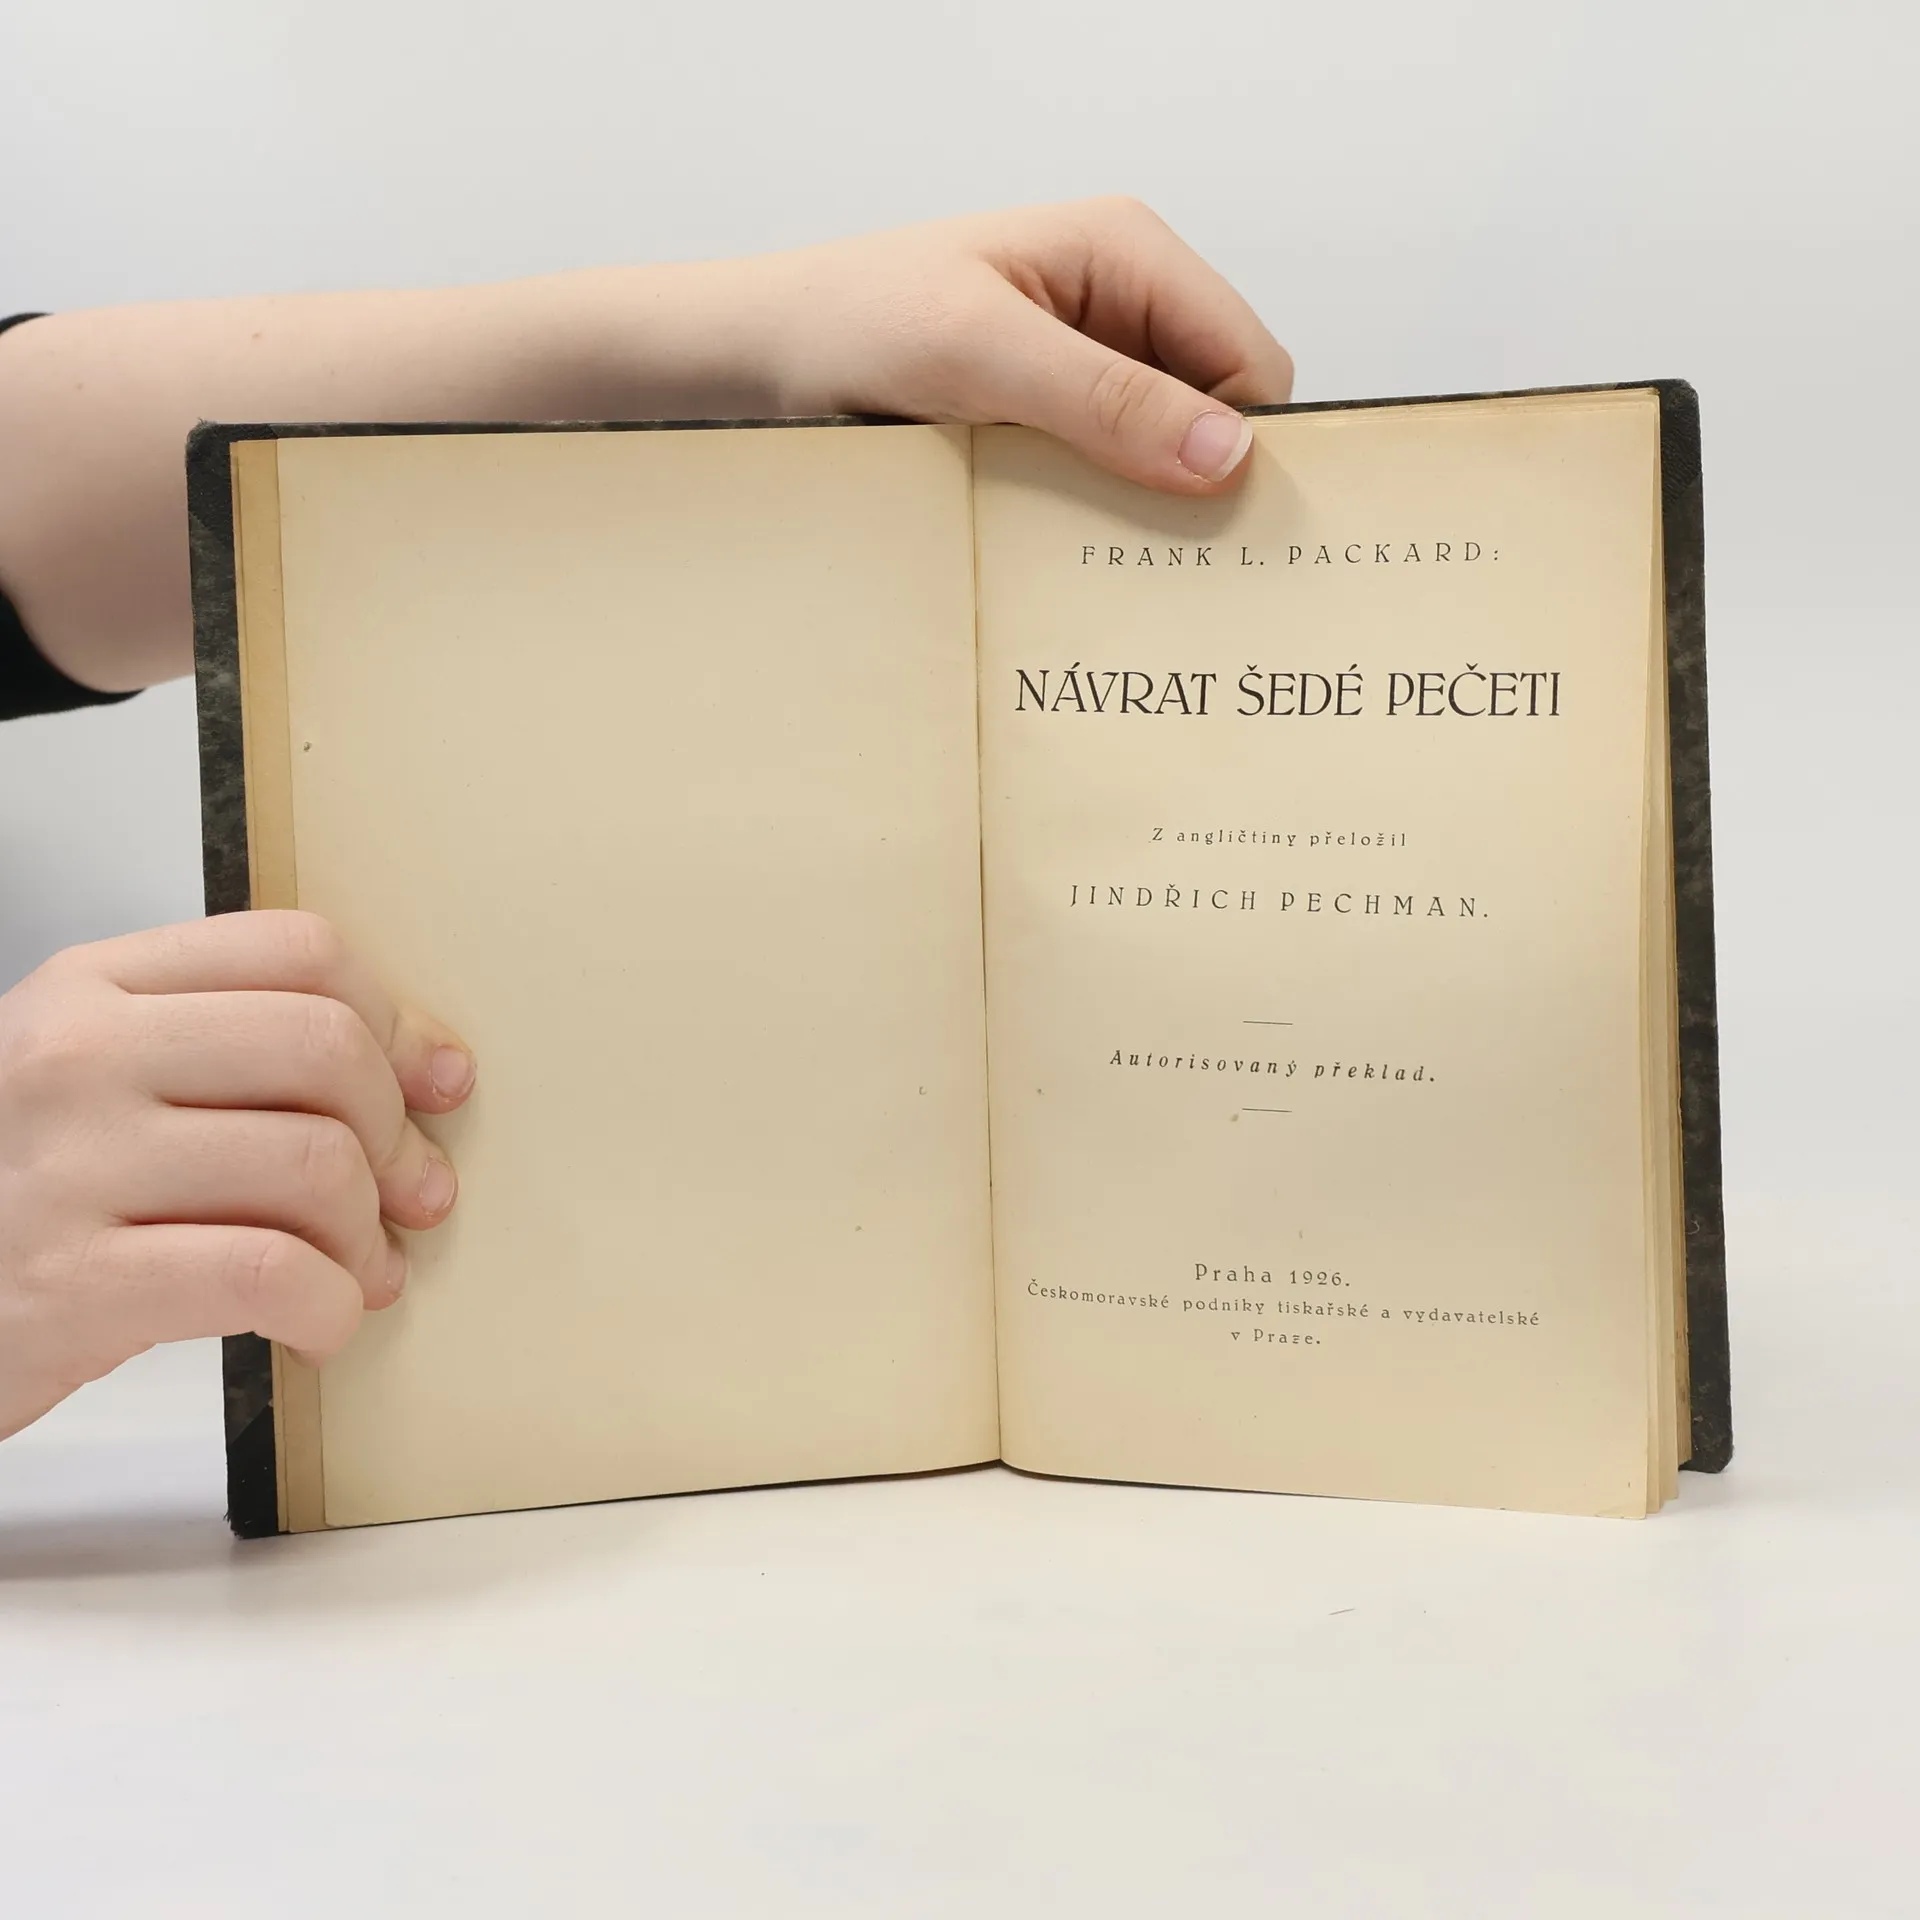 FRANK L. PACKARD:
NÁVRAT ŠEDÉ PEČETI
Z angličtiny přeložil
JINDŘICH PECHMAN.
Autorisovaný překlad.
Praha 1926.
Českomoravské podniky tiskařské a vydavatelské
v Praze.